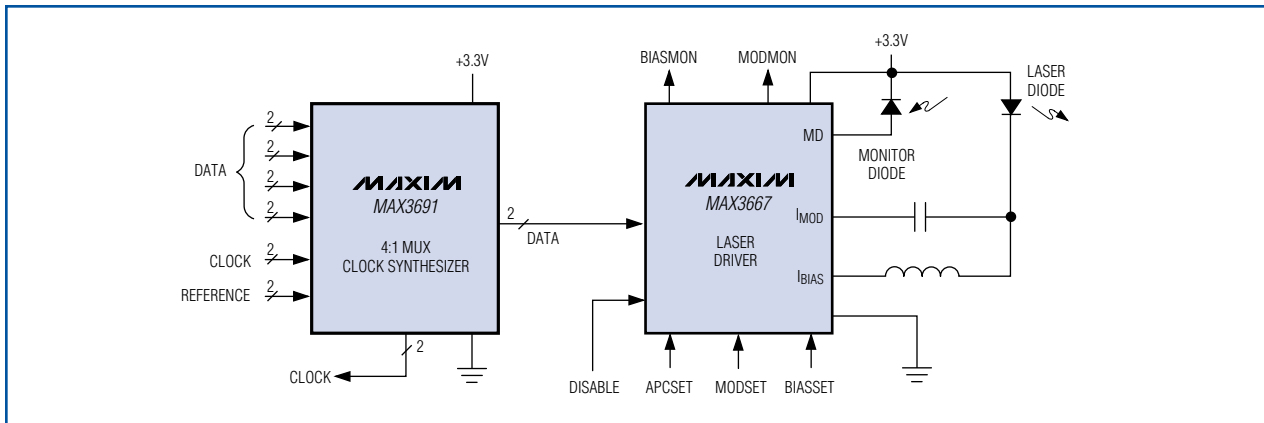 +3.3V
2
2
2
2
DATA
CLOCK
2
REFERENCE
2
MAXIM
MAX3691
4:1 MUX
CLOCK SYNTHESIZER
2
CLOCK
2
DATA
BIASMON
MODMON
+3.3V
LASER
DIODE
MD
MONITOR
DIODE
MAXIM
MAX3667
LASER
DRIVER
IMOD
IBIAS
DISABLE
APCSET
MODSET
BIASSET